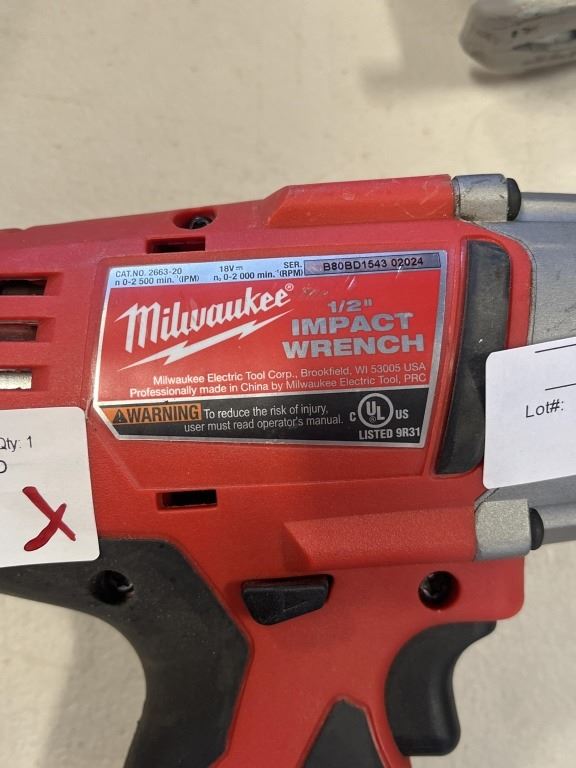 CAT.NO. 2663-20 18V⎓ SER. B80BD1543 02024
n 0-2 500 min.⁻¹(IPM) n₀ 0-2 000 min.⁻¹(RPM)
Milwaukee®
1/2"
IMPACT
WRENCH
Milwaukee Electric Tool Corp., Brookfield, WI 53005 USA
Professionally made in China by Milwaukee Electric Tool, PRC
WARNING To reduce the risk of injury,
user must read operator's manual.
C UL US
LISTED 9R31
Qty: 1
X
Lot#: